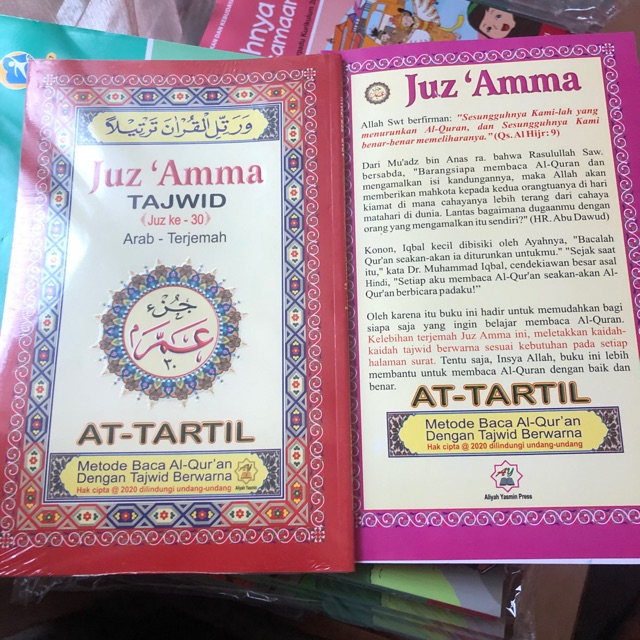 hnya
amaan
وَرَتِّلِ الْقُرْاٰنَ تَرْتِيْلًا
Juz ‘Amma
TAJWID
Juz ke - 30
Arab - Terjemah
جُزْء
عَمَّ
٣٠
AT-TARTIL
Metode Baca Al-Qur'an
Dengan Tajwid Berwarna
Hak cipta @ 2020 dilindungi undang-undang
Aliyah Yasmin
Juz ‘Amma
Allah Swt berfirman: "Sesungguhnya Kami-lah yang
menurunkan Al-Quran, dan Sesungguhnya Kami
benar-benar memeliharanya." (Qs. Al Hijr: 9)
Dari Mu'adz bin Anas ra. bahwa Rasulullah Saw.
bersabda, "Barangsiapa membaca Al-Quran dan
mengamalkan isi kandungannya, maka Allah akan
memberikan mahkota kepada kedua orangtuanya di hari
kiamat di mana cahayanya lebih terang dari cahaya
matahari di dunia. Lantas bagaimana duganmu dengan
orang yang mengamalkan itu sendiri?" (HR. Abu Dawud)
Konon, Iqbal kecil dibisiki oleh Ayahnya, "Bacalah
Qur'an seakan-akan ia diturunkan untukmu." "Sejak saat
itu," kata Dr. Muhammad Iqbal, cendekiawan besar asal
Hindi, "Setiap aku membaca Al-Qur'an seakan-akan Al-
Qur'an berbicara padaku!"
Oleh karena itu buku ini hadir untuk memudahkan bagi
siapa saja yang ingin belajar membaca Al-Quran.
Kelebihan terjemah Juz Amma ini, meletakkan kaidah-
kaidah tajwid berwarna sesuai kebutuhan pada setiap
halaman surat. Tentu saja, Insya Allah, buku ini lebih
membantu untuk membaca Al-Quran dengan baik dan
benar.
AT-TARTIL
Metode Baca Al-Qur'an
Dengan Tajwid Berwarna
Hak cipta @ 2020 dilindungi undang-undang
Aliyah Yasmin Press